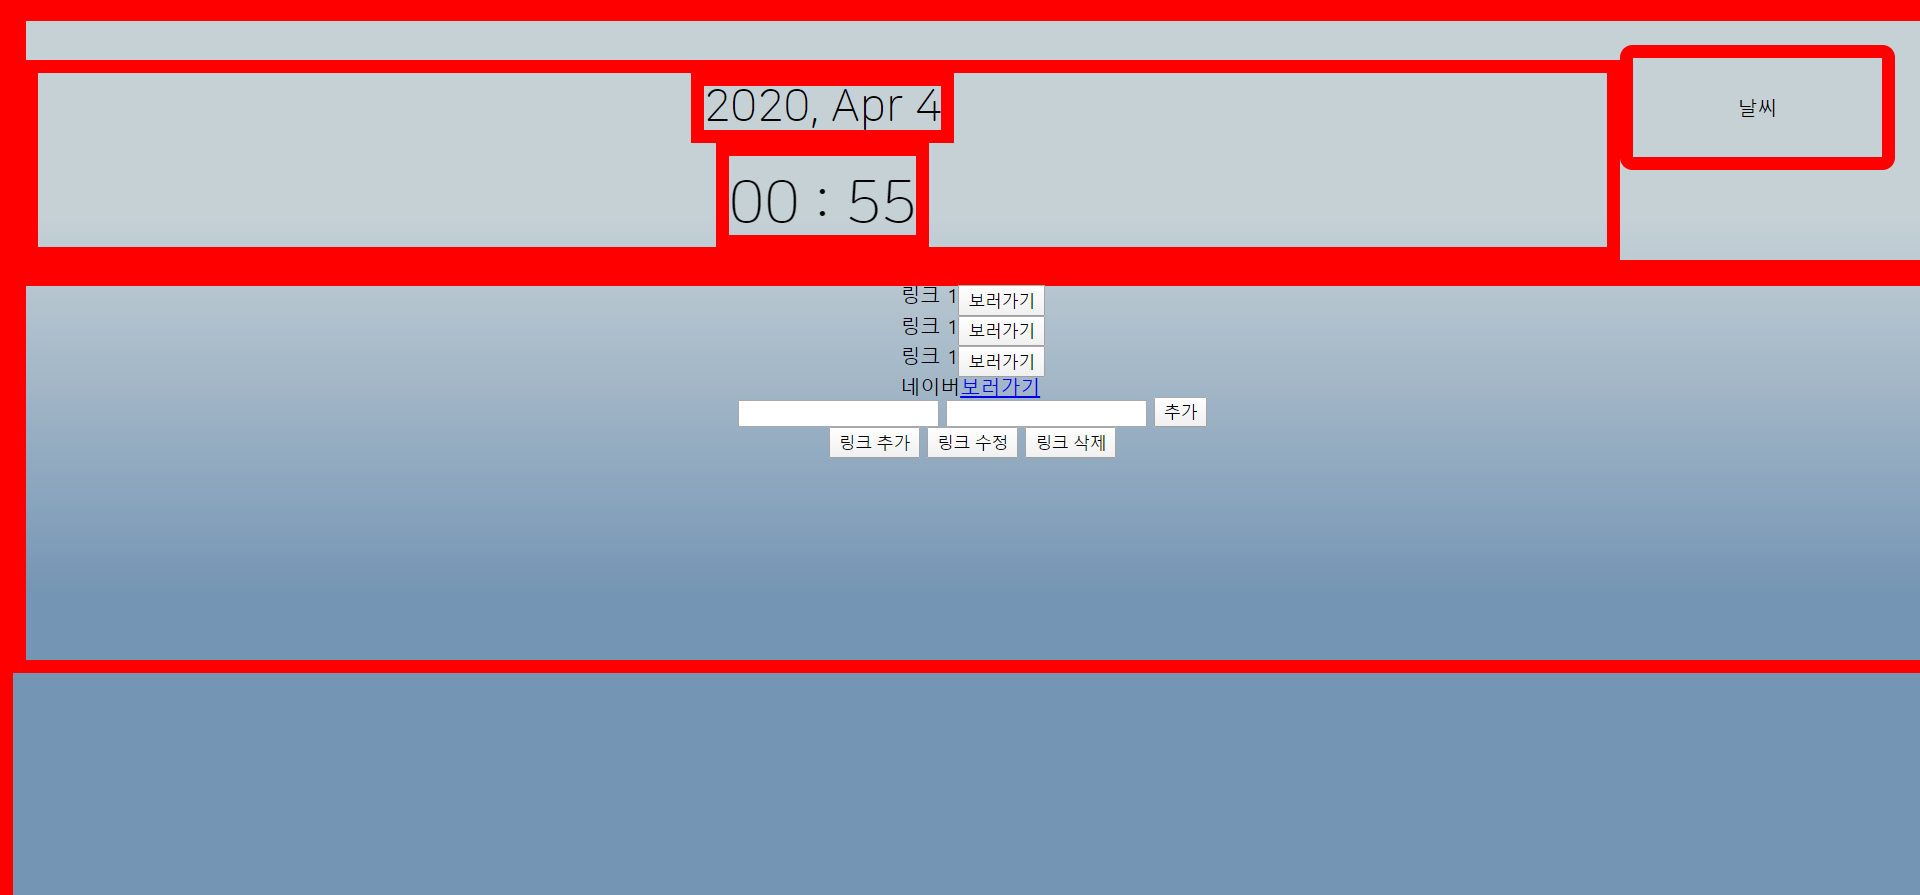 2020, Apr 4
00 : 55
날씨
링크 1 보러가기
링크 1 보러가기
링크 1 보러가기
네이버보러가기
추가
링크 추가 링크 수정 링크 삭제